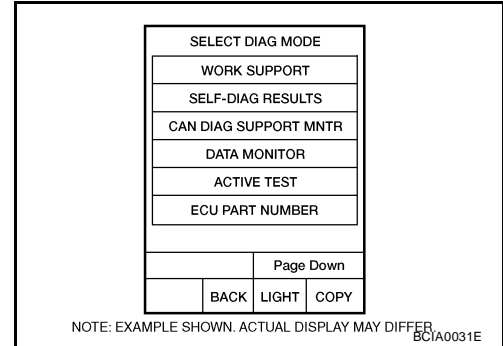 SELECT DIAG MODE
WORK SUPPORT
SELF-DIAG RESULTS
CAN DIAG SUPPORT MNTR
DATA MONITOR
ACTIVE TEST
ECU PART NUMBER
Page Down
BACK LIGHT COPY
NOTE: EXAMPLE SHOWN. ACTUAL DISPLAY MAY DIFFER.
BCIA0031E